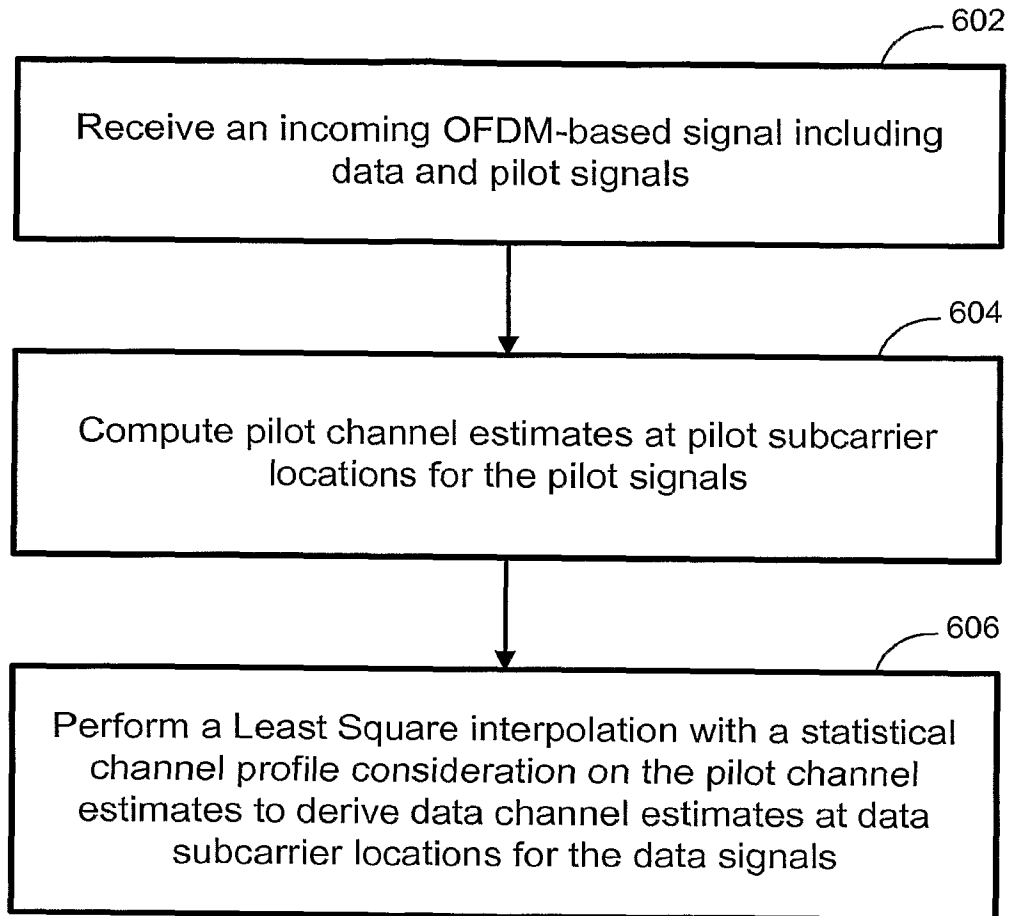 602
Receive an incoming OFDM-based signal including
data and pilot signals
604
Compute pilot channel estimates at pilot subcarrier
locations for the pilot signals
606
Perform a Least Square interpolation with a statistical
channel profile consideration on the pilot channel
estimates to derive data channel estimates at data
subcarrier locations for the data signals